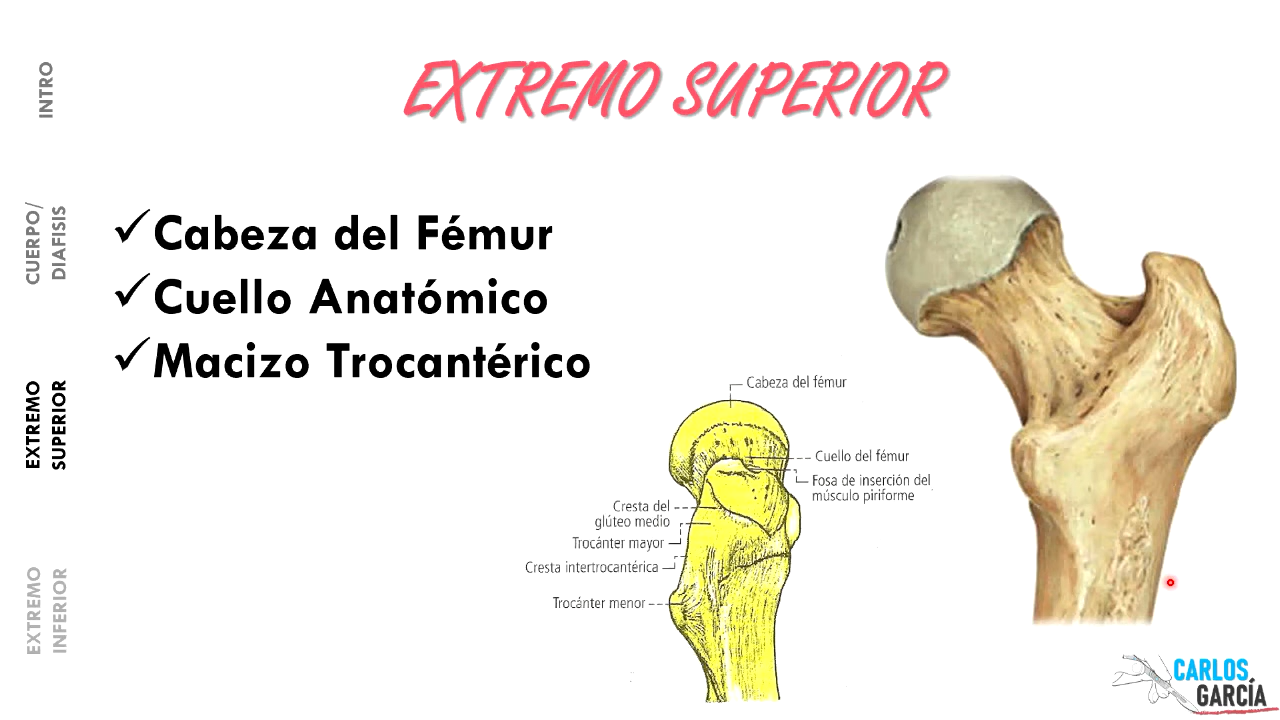 EXTREMO SUPERIOR
INTRO
CUERPO/
DIAFISIS
EXTREMO
SUPERIOR
EXTREMO
INFERIOR
✓Cabeza del Fémur
✓Cuello Anatómico
✓Macizo Trocantérico
Cabeza del fémur
Cuello del fémur
Fosa de inserción del
músculo piriforme
Cresta del
glúteo medio
Trocánter mayor
Cresta intertrocantérica
Trocánter menor
CARLOS
GARCÍA